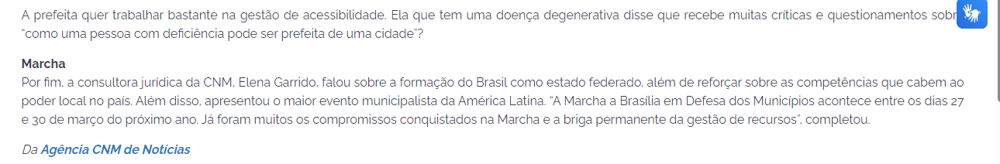 A prefeita quer trabalhar bastante na gestão de acessibilidade. Ela que tem uma doença degenerativa disse que recebe muitas críticas e questionamentos sobr
“como uma pessoa com deficiência pode ser prefeita de uma cidade”?
Marcha
Por fim, a consultora jurídica da CNM, Elena Garrido, falou sobre a formação do Brasil como estado federado, além de reforçar sobre as competências que cabem ao
poder local no país. Além disso, apresentou o maior evento municipalista da América Latina. “A Marcha a Brasília em Defesa dos Municípios acontece entre os dias 27
e 30 de março do próximo ano. Já foram muitos os compromissos conquistados na Marcha e a briga permanente da gestão de recursos”, completou.
Da Agência CNM de Notícias